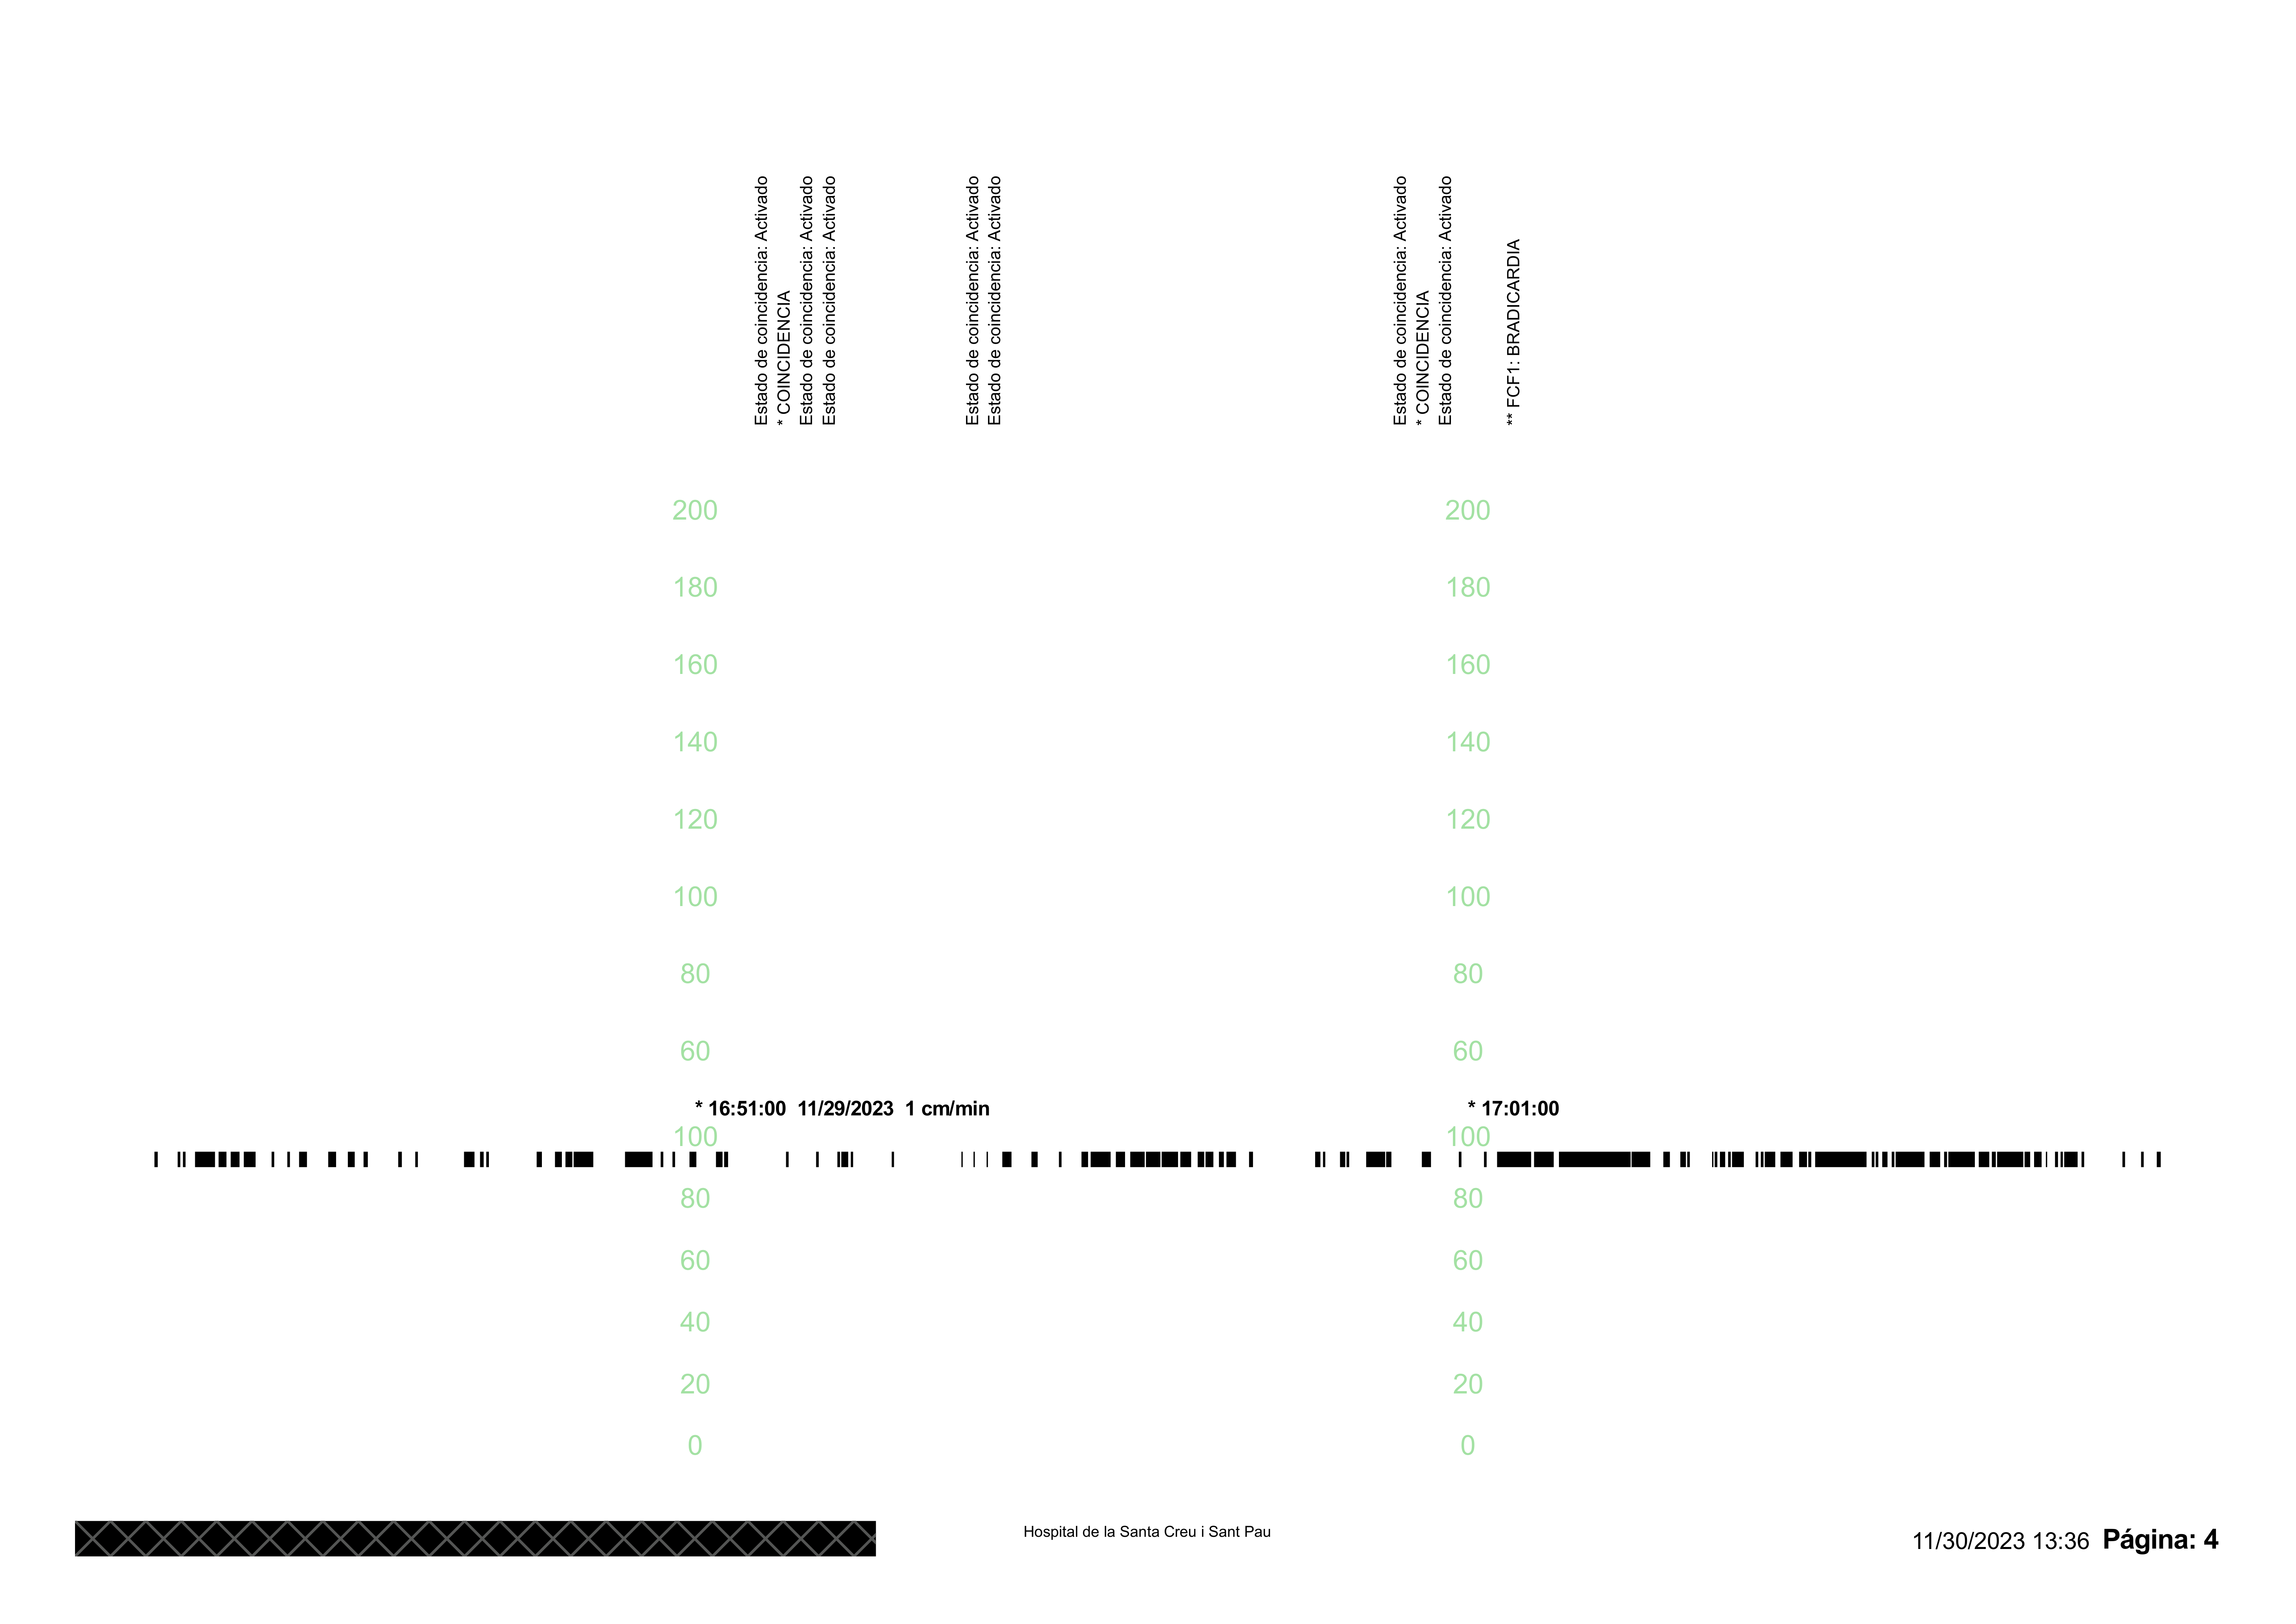 Estado de coincidencia: Activado
* COINCIDENCIA
Estado de coincidencia: Activado
Estado de coincidencia: Activado
Estado de coincidencia: Activado
Estado de coincidencia: Activado
Estado de coincidencia: Activado
* COINCIDENCIA
Estado de coincidencia: Activado
** FCF1: BRADICARDIA
200 200
180 180
160 160
140 140
120 120
100 100
80 80
60 60
* 16:51:00 11/29/2023 1 cm/min * 17:01:00
100 100
80 80
60 60
40 40
20 20
0 0
Hospital de la Santa Creu i Sant Pau
11/30/2023 13:36 Página: 4